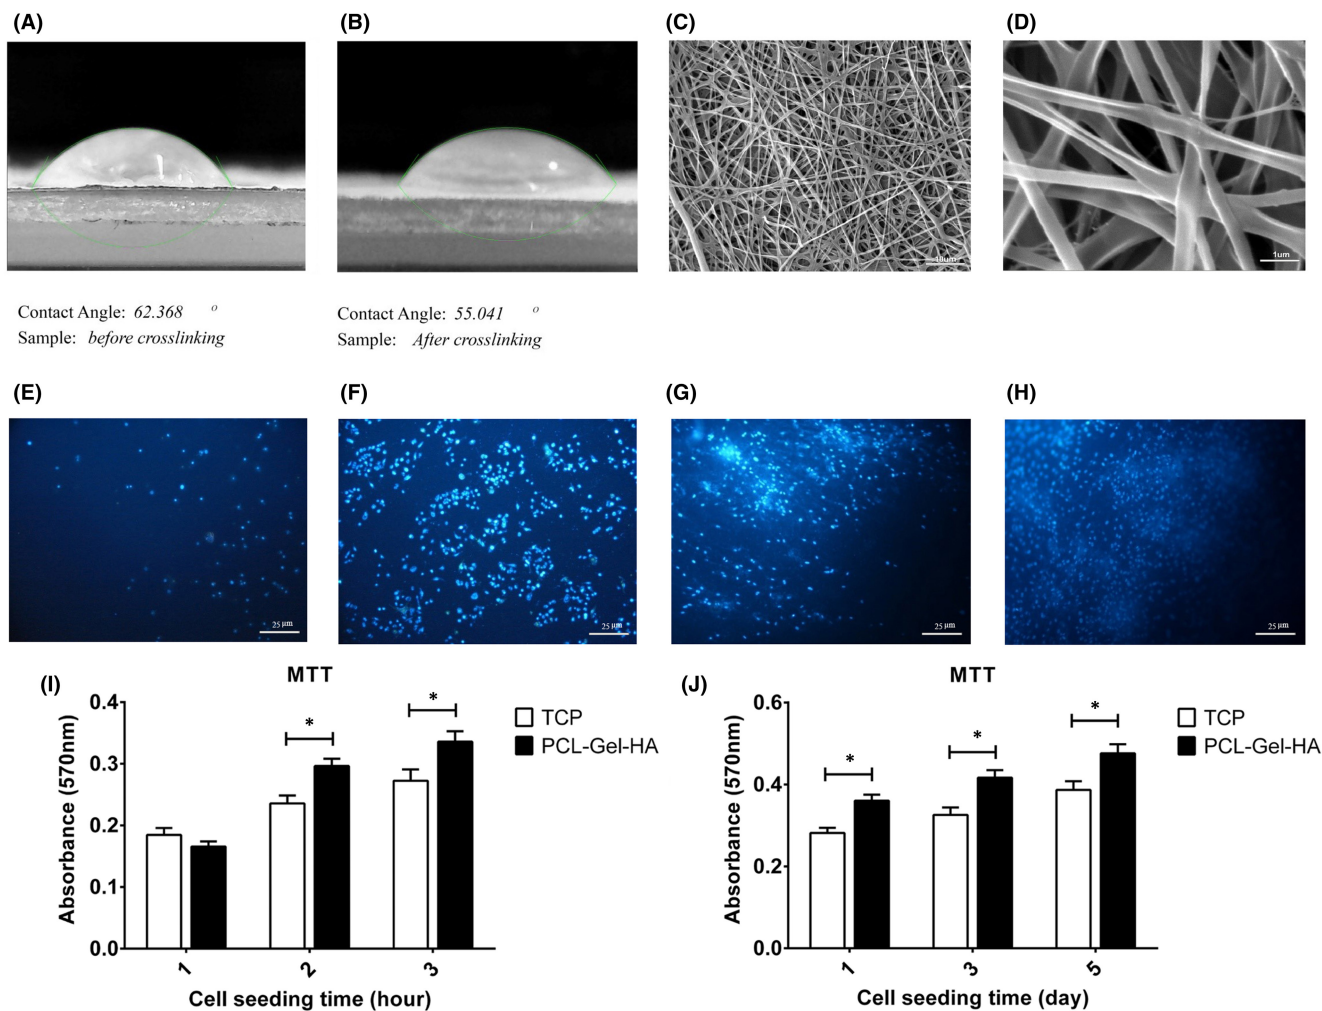 (A)
(B)
(C)
(D)
1um
Contact Angle: 62.368 o
Sample: before crosslinking
Contact Angle: 55.041 o
Sample: After crosslinking
(E)
(F)
(G)
(H)
25 μm
25 μm
25 μm
25 μm
(I)
MTT
0.4
0.3
0.2
0.1
0.0
Absorbance (570nm)
*
*
TCP
PCL-Gel-HA
1
2
3
Cell seeding time (hour)
(J)
MTT
0.6
0.4
0.2
0.0
Absorbance (570nm)
*
*
*
TCP
PCL-Gel-HA
1
3
5
Cell seeding time (day)